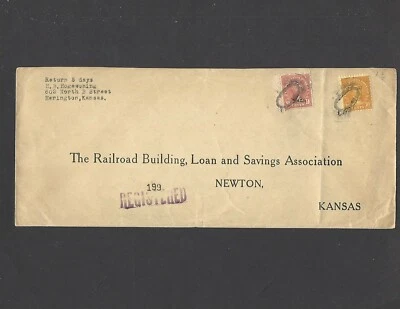 Return 5 days
Herington, Kansas.
The Railroad Building, Loan and Savings Association
NEWTON,
KANSAS
199
REGISTERED